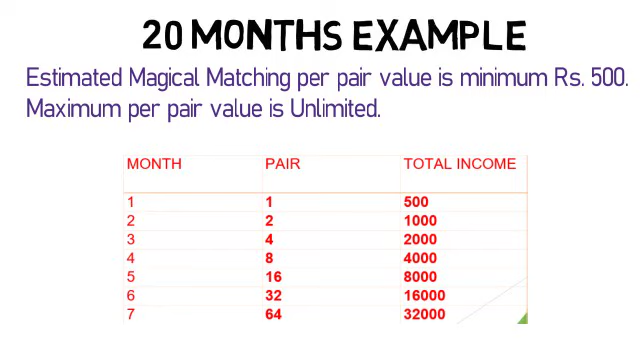 20 MONTHS EXAMPLE
Estimated Magical Matching per pair value is minimum Rs. 500.
Maximum per pair value is Unlimited.
MONTH PAIR TOTAL INCOME
1 1 500
2 2 1000
3 4 2000
4 8 4000
5 16 8000
6 32 16000
7 64 32000